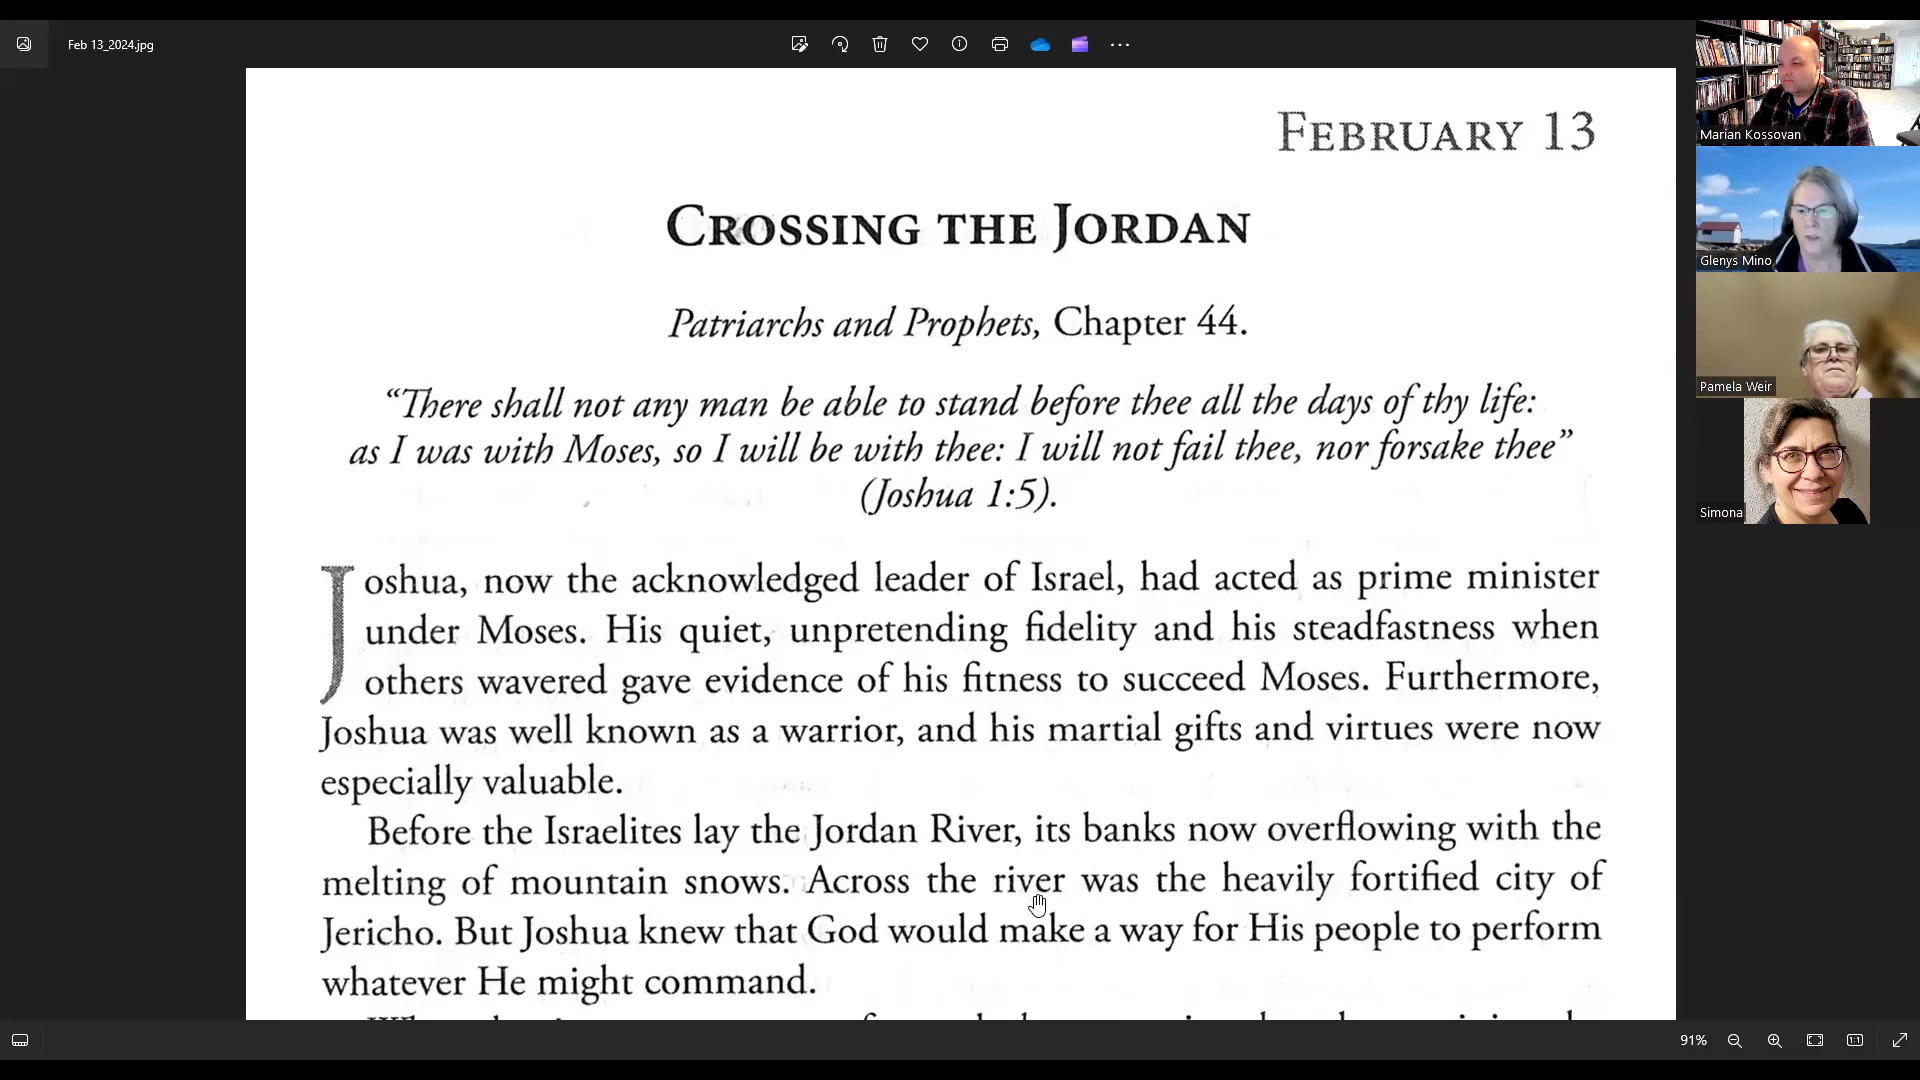 Feb 13_2024.jpg
FEBRUARY 13
CROSSING THE JORDAN
Patriarchs and Prophets, Chapter 44.
“There shall not any man be able to stand before thee all the days of thy life:
as I was with Moses, so I will be with thee: I will not fail thee, nor forsake thee”
(Joshua 1:5).
Joshua, now the acknowledged leader of Israel, had acted as prime minister
under Moses. His quiet, unpretending fidelity and his steadfastness when
others wavered gave evidence of his fitness to succeed Moses. Furthermore,
Joshua was well known as a warrior, and his martial gifts and virtues were now
especially valuable.
Before the Israelites lay the Jordan River, its banks now overflowing with the
melting of mountain snows. Across the river was the heavily fortified city of
Jericho. But Joshua knew that God would make a way for His people to perform
whatever He might command.
Marian Kossovan
Glenys Mino
Pamela Weir
Simona
91%
1:1